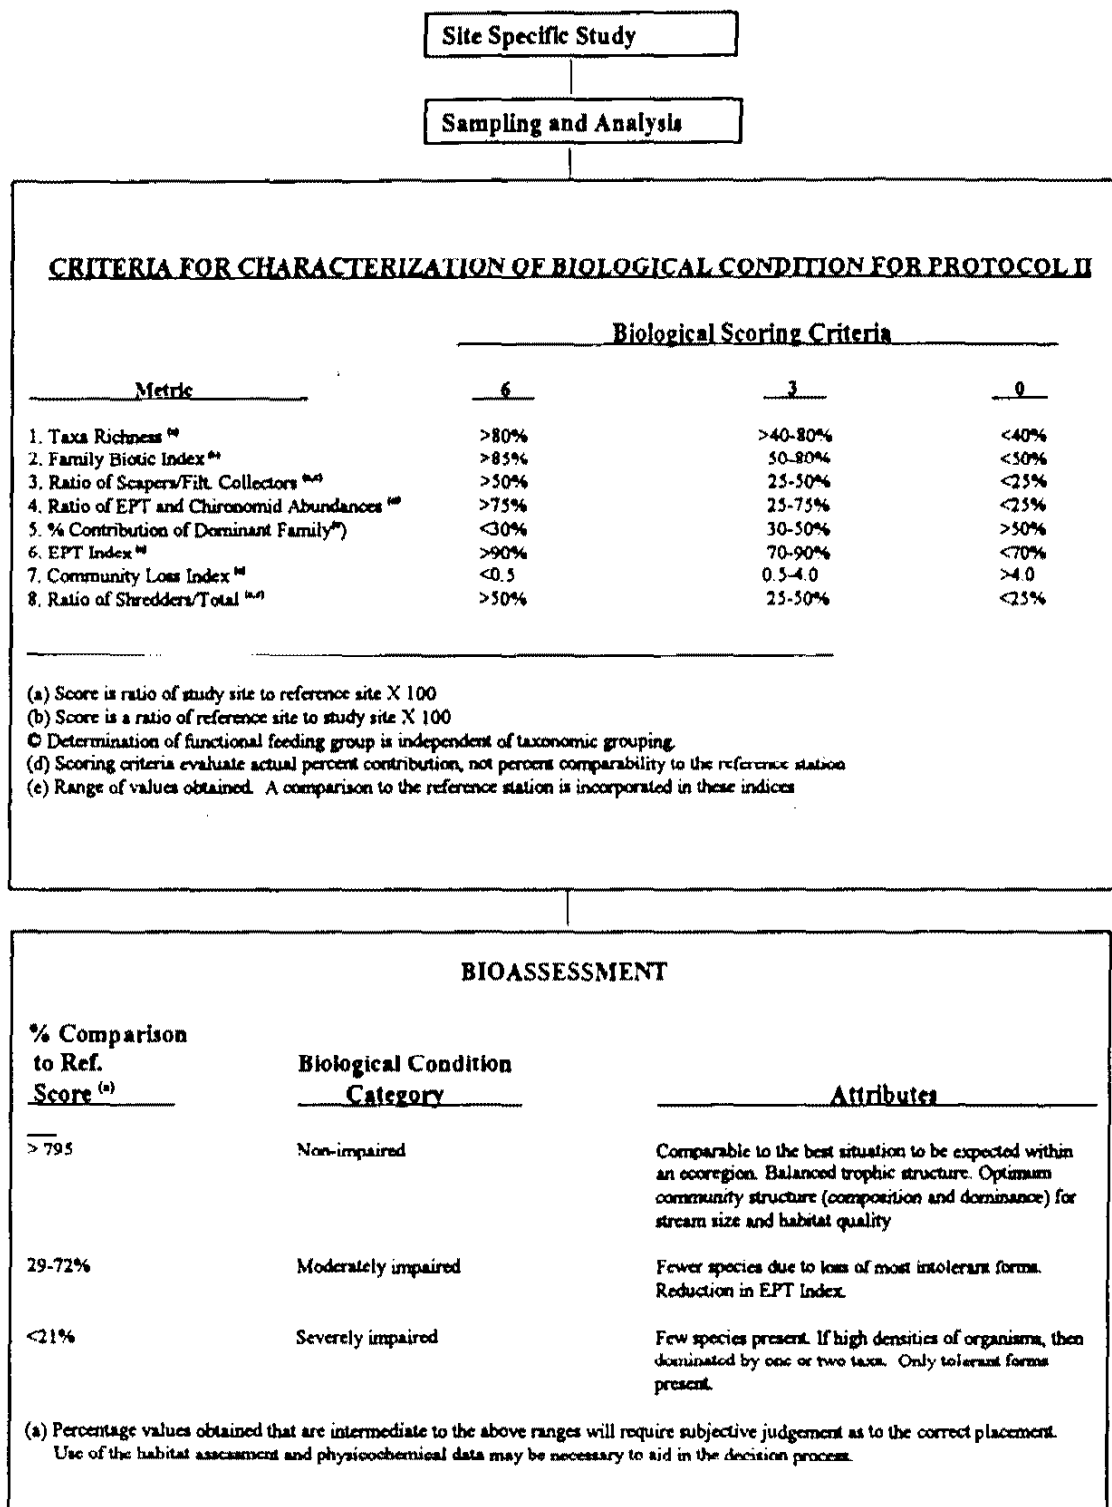 Site Specific Study
Sampling and Analysis
CRITERIA FOR CHARACTERIZATION OF BIOLOGICAL CONDITION FOR PROTOCOL II
Biological Scoring Criteria
Metric 6 3 0
1. Taxa Richness (a) >80% >40-80% <40%
2. Family Biotic Index >85% 50-80% <50%
3. Ratio of Scapers/Filt. Collectors >50% 25-50% <25%
4. Ratio of EPT and Chironomid Abundances >75% 25-75% <25%
5. % Contribution of Dominant Family <30% 30-50% >50%
6. EPT Index >90% 70-90% <70%
7. Community Loss Index <0.5 0.5-4.0 >4.0
8. Ratio of Shredders/Total >50% 25-50% <25%
(a) Score is ratio of study site to reference site X 100
(b) Score is a ratio of reference site to study site X 100
© Determination of functional feeding group is independent of taxonomic grouping.
(d) Scoring criteria evaluate actual percent contribution, not percent comparability to the reference station
(e) Range of values obtained. A comparison to the reference station is incorporated in these indices
BIOASSESSMENT
% Comparison
to Ref. Biological Condition
Score (a) Category Attributes
> 795 Non-impaired Comparable to the best situation to be expected within
an ecoregion. Balanced trophic structure. Optimum
community structure (composition and dominance) for
stream size and habitat quality
29-72% Moderately impaired Fewer species due to loss of most intolerant forms.
Reduction in EPT Index.
<21% Severely impaired Few species present. If high densities of organisms, then
dominated by one or two taxa. Only tolerant forms
present.
(a) Percentage values obtained that are intermediate to the above ranges will require subjective judgement as to the correct placement.
Use of the habitat assessment and physicochemical data may be necessary to aid in the decision process.